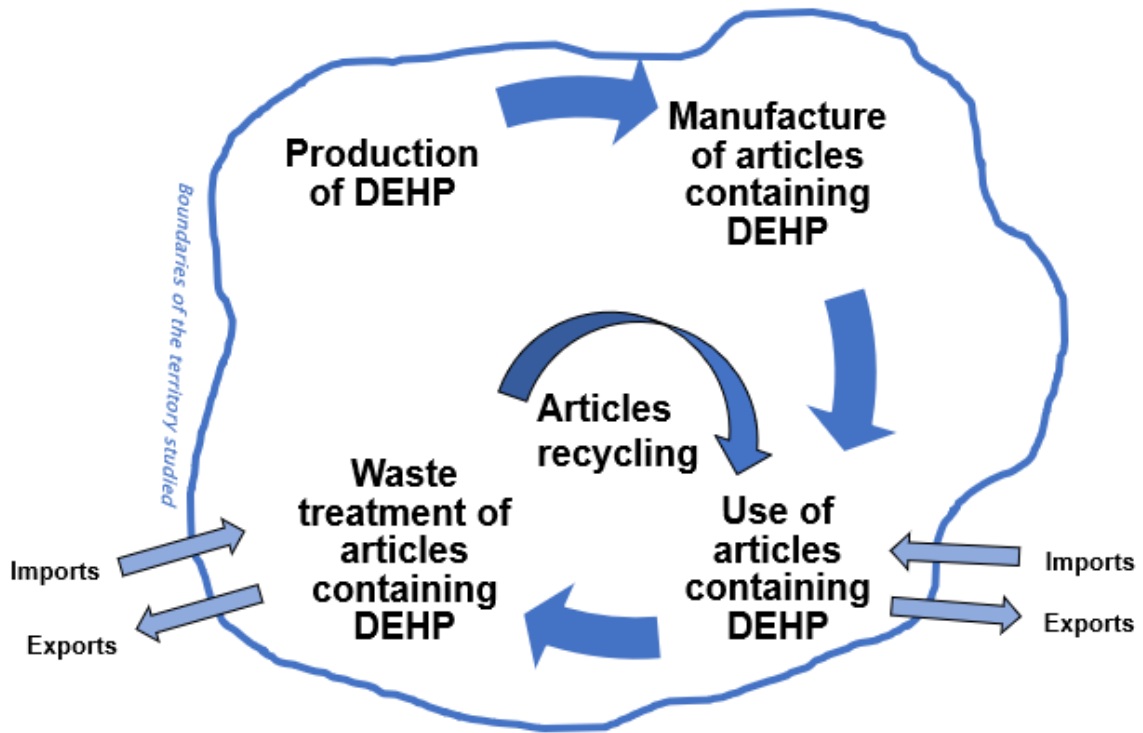 Production
of DEHP
Manufacture
of articles
containing
DEHP
Boundaries of the territory studied
Articles
recycling
Waste
treatment of
articles
containing
DEHP
Use of
articles
containing
DEHP
Imports
Exports
Imports
Exports